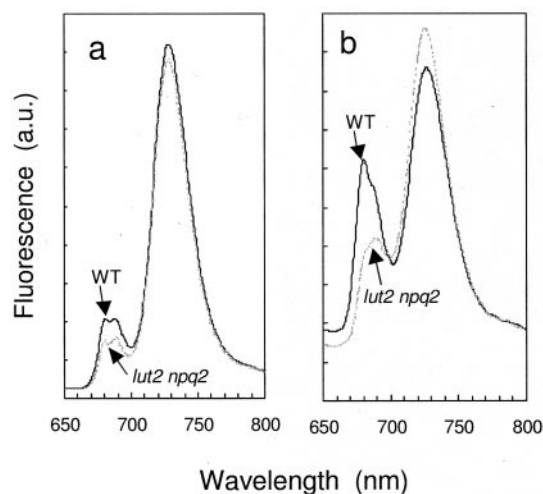 a
b
WT
WT
lut2 npq2
lut2 npq2
Fluorescence (a.u.)
650 700 750 800
650 700 750 800
Wavelength (nm)